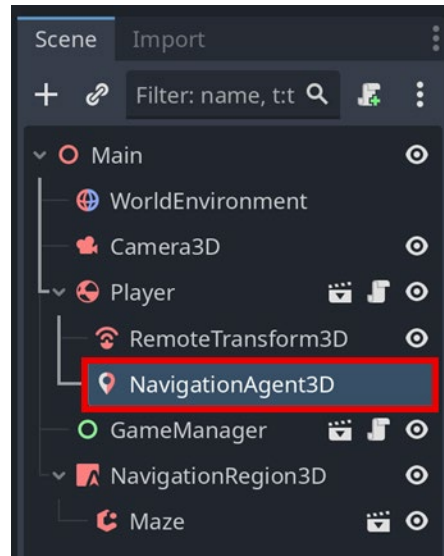 Scene Import
Filter: name, t:t
Main
WorldEnvironment
Camera3D
Player
RemoteTransform3D
NavigationAgent3D
GameManager
NavigationRegion3D
Maze